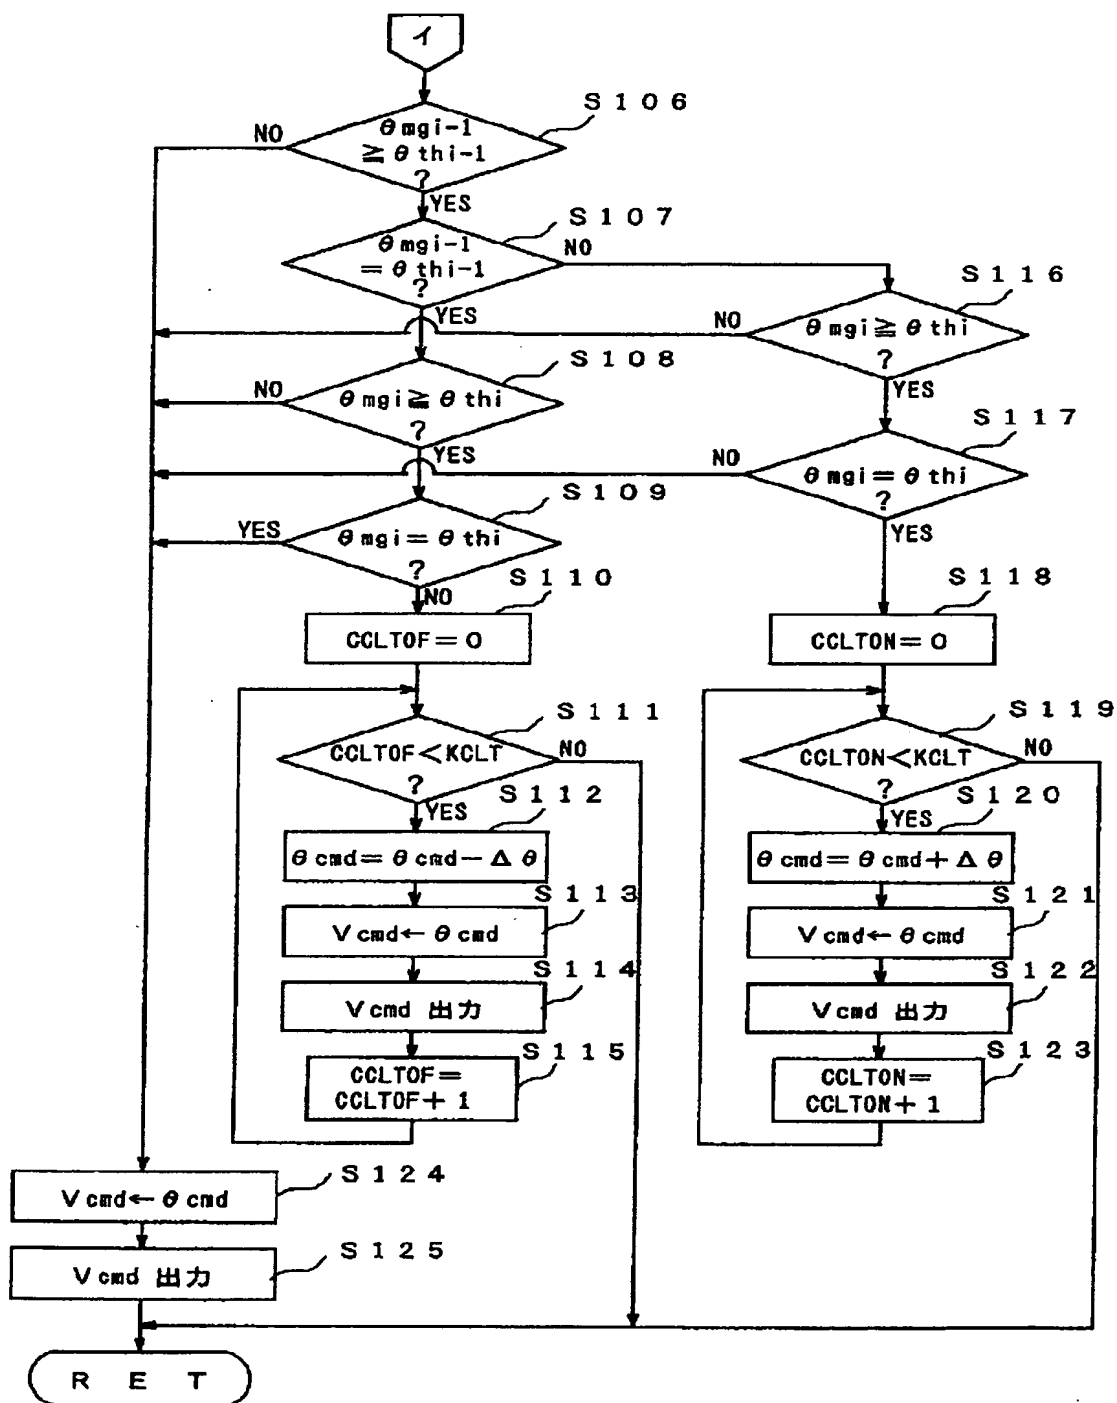 イ
S106
θmgi-1
≧θthi-1
?
NO
YES
S107
θmgi-1
=θthi-1
?
NO
YES
S116
θmgi≧θthi
?
NO
YES
S108
θmgi≧θthi
?
NO
YES
S117
θmgi=θthi
?
NO
YES
S109
θmgi=θthi
?
YES
NO
S110
CCLTOF=0
S118
CCLTON=0
S111
CCLTOF<KCLT
?
NO
YES
S119
CCLTON<KCLT
?
NO
YES
S112
θcmd=θcmd-Δθ
S120
θcmd=θcmd+Δθ
S113
Vcmd←θcmd
S121
Vcmd←θcmd
S114
Vcmd 出力
S122
Vcmd 出力
S115
CCLTOF=
CCLTOF+1
S123
CCLTON=
CCLTON+1
S124
Vcmd←θcmd
S125
Vcmd 出力
RET